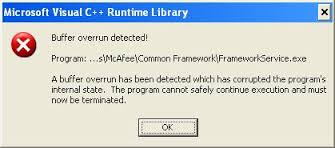 Microsoft Visual C++ Runtime Library
Buffer overrun detected!
Program: ...s\McAfee\Common Framework\FrameworkService.exe
A buffer overrun has been detected which has corrupted the program's
internal state. The program cannot safely continue execution and must
now be terminated.
OK